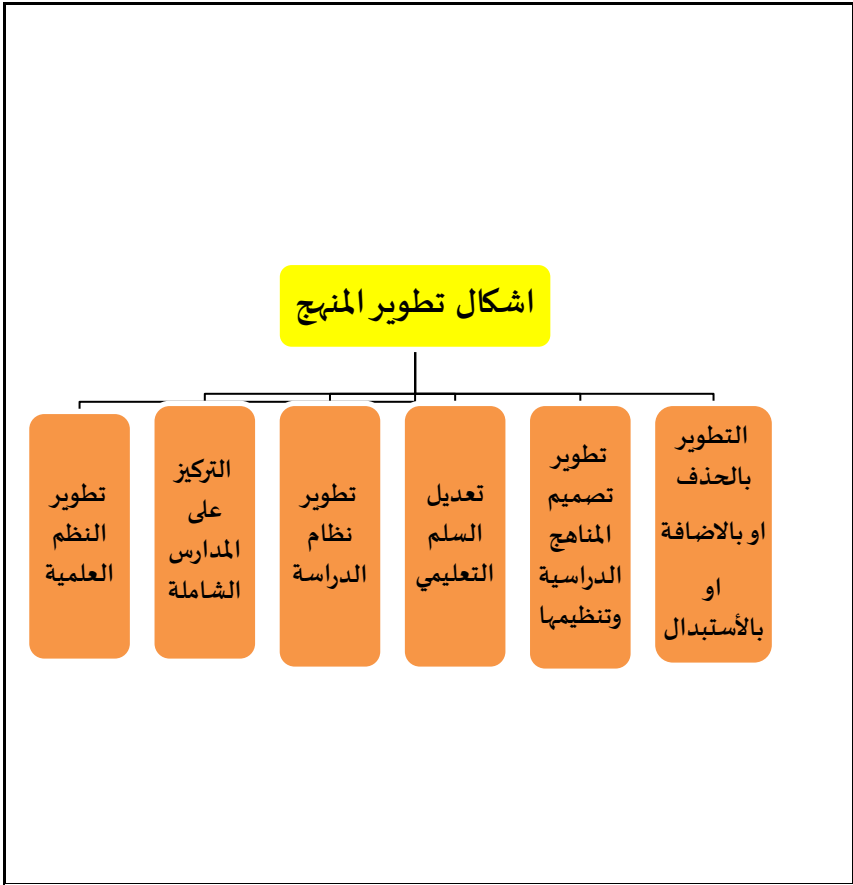 اشكال تطوير المنهج
التطوير
بالحذف
او بالاضافة
او
بالأستبدال
تطوير
تصميم
المناهج
الدراسية
وتنظيمها
تعديل
السلم
التعليمي
تطوير
نظام
الدراسة
التركيز
على
المدارس
الشاملة
تطوير
النظم
العلمية